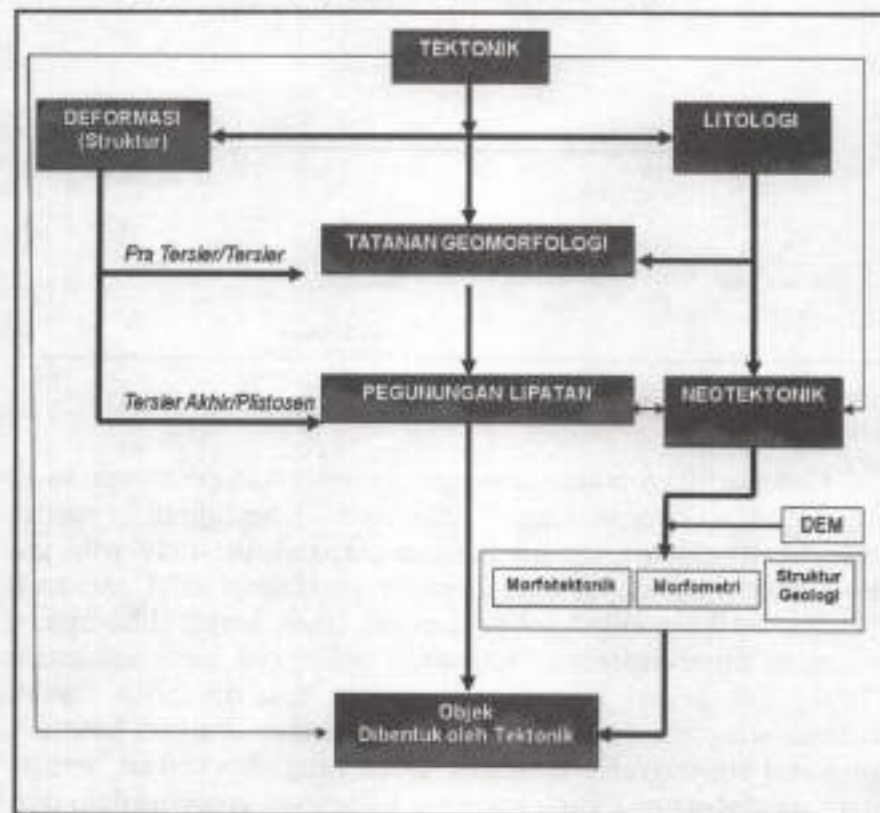 TEKTONIK
DEFORMASI
(Struktur)
LITOLOGI
TATANAN GEOMORFOLOGI
Pra Tersier/Tersier
PEGUNUNGAN LIPATAN
NEOTEKTONIK
Tersier Akhir/Plistosen
DEM
Morfotektonik
Morfometri
Struktur
Geologi
Objek
Dibentuk oleh Tektonik